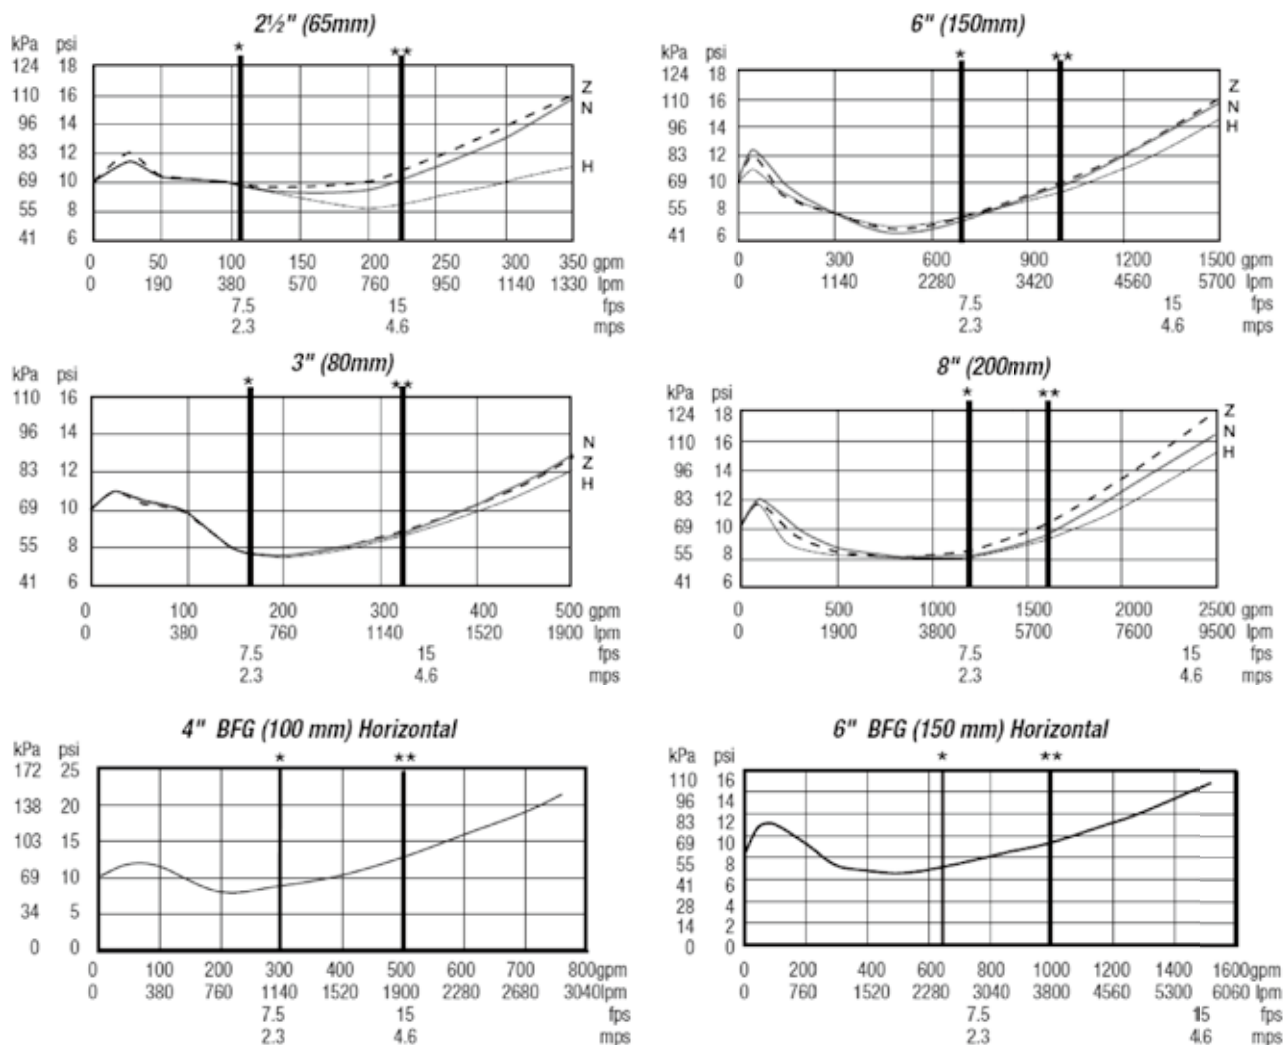 2½" (65mm)
kPa psi
* **
124 18
110 16 Z
N
96 14
83 12
H
69 10
55 8
41 6
0 50 100 150 200 250 300 350 gpm
0 190 380 570 760 950 1140 1330 lpm
7.5 15 fps
2.3 4.6 mps
6" (150mm)
kPa psi
* **
124 18
110 16 Z
N
96 14 H
83 12
69 10
55 8
41 6
0 300 600 900 1200 1500 gpm
0 1140 2280 3420 4560 5700 lpm
7.5 15 fps
2.3 4.6 mps
3" (80mm)
kPa psi
* **
110 16
96 14
N
83 12 Z
H
69 10
55 8
41 6
0 100 200 300 400 500 gpm
0 380 760 1140 1520 1900 lpm
7.5 15 fps
2.3 4.6 mps
8" (200mm)
kPa psi
* **
124 18 Z
110 16 N
H
96 14
83 12
69 10
55 8
41 6
0 500 1000 1500 2000 2500 gpm
0 1900 3800 5700 7600 9500 lpm
7.5 15 fps
2.3 4.6 mps
4" BFG (100 mm) Horizontal
kPa psi
* **
172 25
138 20
103 15
69 10
34 5
0 0
0 100 200 300 400 500 600 700 800gpm
0 380 760 1140 1520 1900 2280 2680 3040lpm
7.5 15 fps
2.3 4.6 mps
6" BFG (150 mm) Horizontal
kPa psi
* **
110 16
96 14
83 12
69 10
55 8
41 6
28 4
14 2
0 0
0 200 400 600 800 1000 1200 1400 1600gpm
0 760 1520 2280 3040 3800 4560 5300 6060 lpm
7.5 15 fps
2.3 4.6 mps